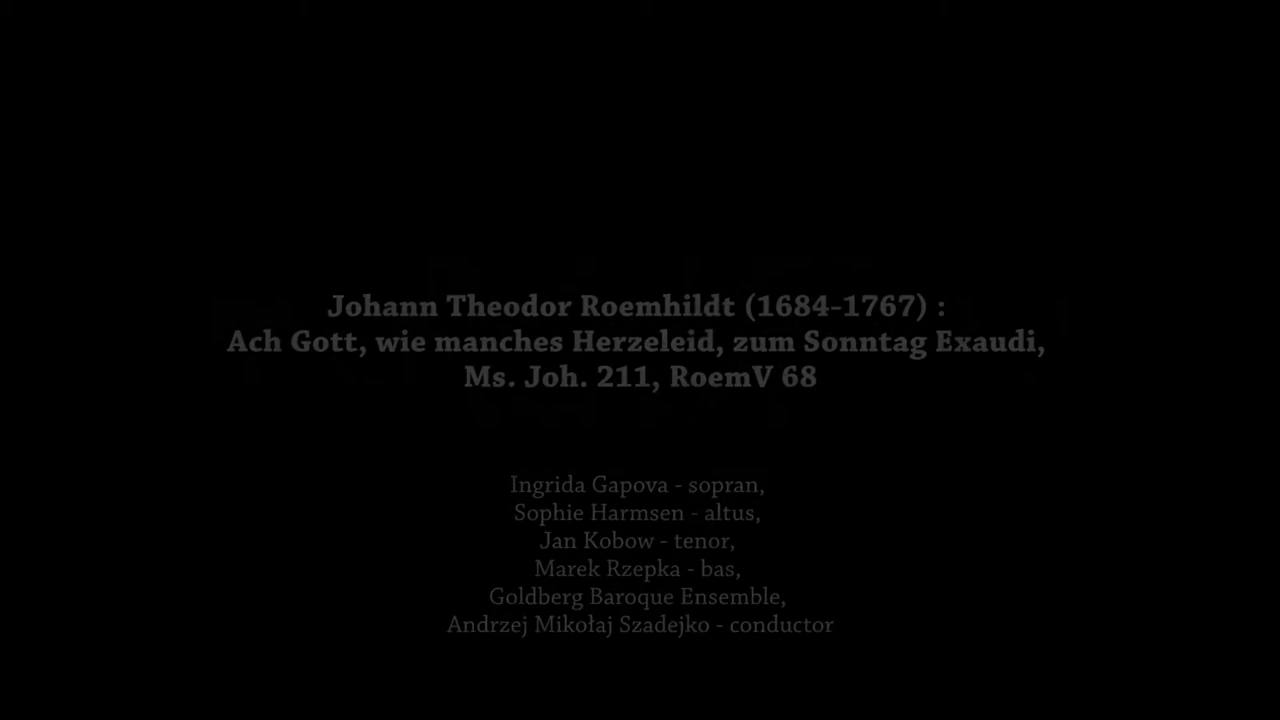 Johann Theodor Roemhildt (1684-1767) :
Ach Gott, wie manches Herzeleid, zum Sonntag Exaudi,
Ms. Joh. 211, RoemV 68
Ingrida Gapova - sopran,
Sophie Harmsen - altus,
Jan Kobow - tenor,
Marek Rzepka - bas,
Goldberg Baroque Ensemble,
Andrzej Mikołaj Szadejko - conductor